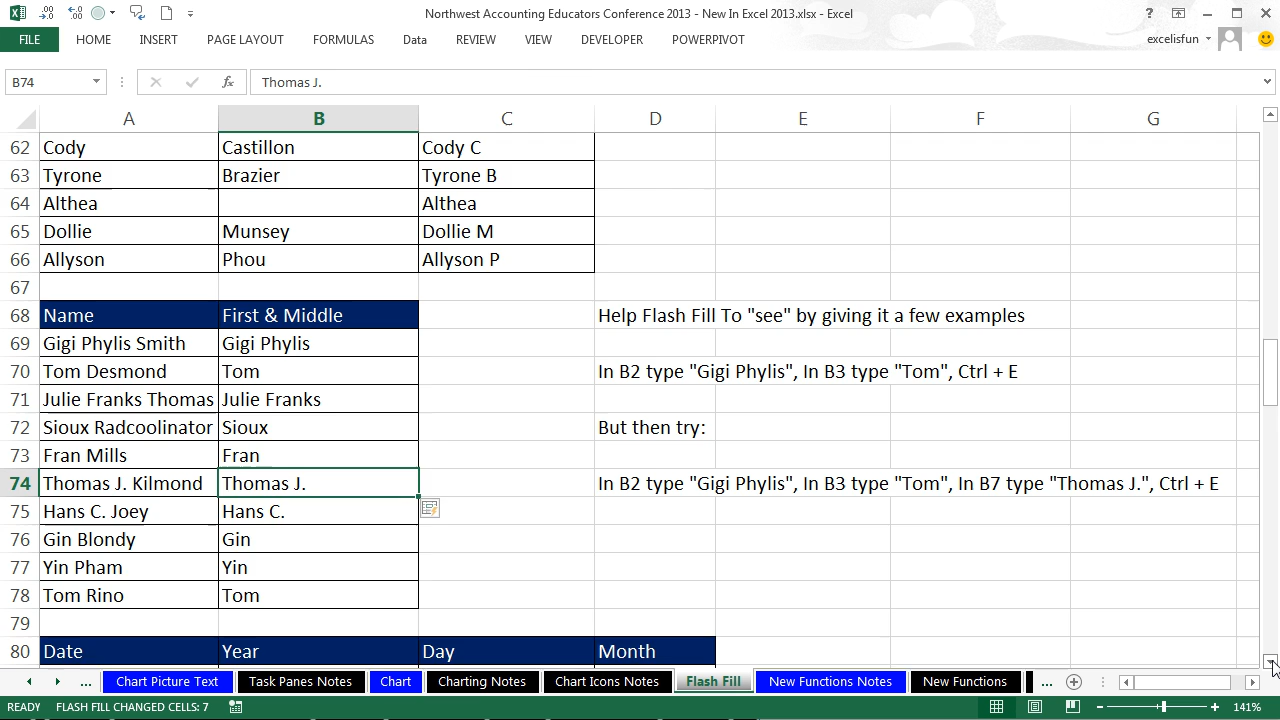 Northwest Accounting Educators Conference 2013 - New In Excel 2013.xlsx - Excel
FILE HOME INSERT PAGE LAYOUT FORMULAS Data REVIEW VIEW DEVELOPER POWERPIVOT excelisfun
B74 fx Thomas J.
A B C D E F G
62 Cody Castillon Cody C
63 Tyrone Brazier Tyrone B
64 Althea Althea
65 Dollie Munsey Dollie M
66 Allyson Phou Allyson P
67
68 Name First & Middle Help Flash Fill To "see" by giving it a few examples
69 Gigi Phylis Smith Gigi Phylis
70 Tom Desmond Tom In B2 type "Gigi Phylis", In B3 type "Tom", Ctrl + E
71 Julie Franks Thomas Julie Franks
72 Sioux Radcoolinator Sioux But then try:
73 Fran Mills Fran
74 Thomas J. Kilmond Thomas J. In B2 type "Gigi Phylis", In B3 type "Tom", In B7 type "Thomas J.", Ctrl + E
75 Hans C. Joey Hans C.
76 Gin Blondy Gin
77 Yin Pham Yin
78 Tom Rino Tom
79
80 Date Year Day Month
... Chart Picture Text Task Panes Notes Chart Charting Notes Chart Icons Notes Flash Fill New Functions Notes New Functions ...
READY FLASH FILL CHANGED CELLS: 7 141%